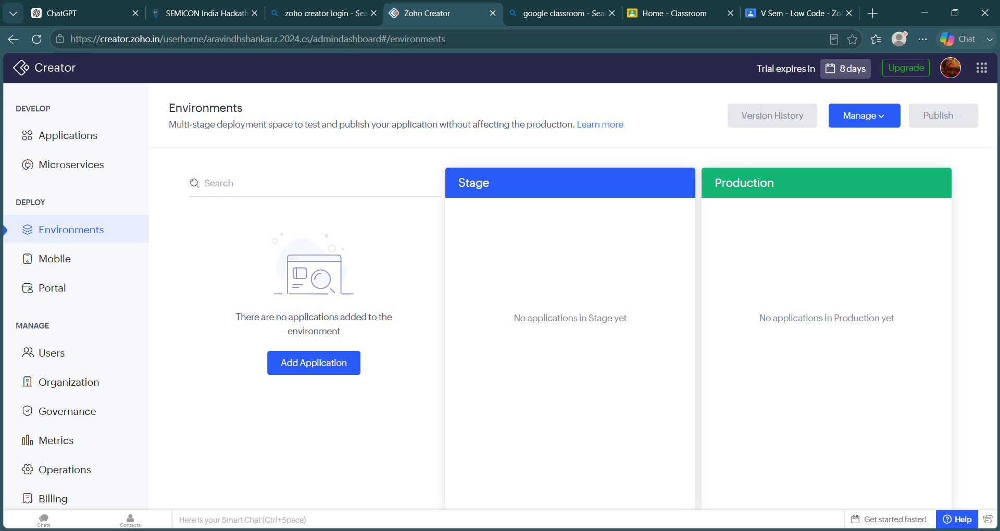 ChatGPT
SEMICON India Hackath
zoho creator login - Sea
Zoho Creator
google classroom - Sea
Home - Classroom
V Sem - Low Code - Zo
https://creator.zoho.in/userhome/aravindhshankar.r.2024.cs/admindashboard#/environments
Chat
Creator
Trial expires in
8 days
Upgrade
DEVELOP
Applications
Microservices
DEPLOY
Environments
Mobile
Portal
MANAGE
Users
Organization
Governance
Metrics
Operations
Billing
Environments
Multi-stage deployment space to test and publish your application without affecting the production. Learn more
Version History
Manage
Publish
Search
There are no applications added to the
environment
Add Application
Stage
No applications in Stage yet
Production
No applications in Production yet
Chats
Contacts
Here is your Smart Chat (Ctrl+Space)
Get started faster!
Help